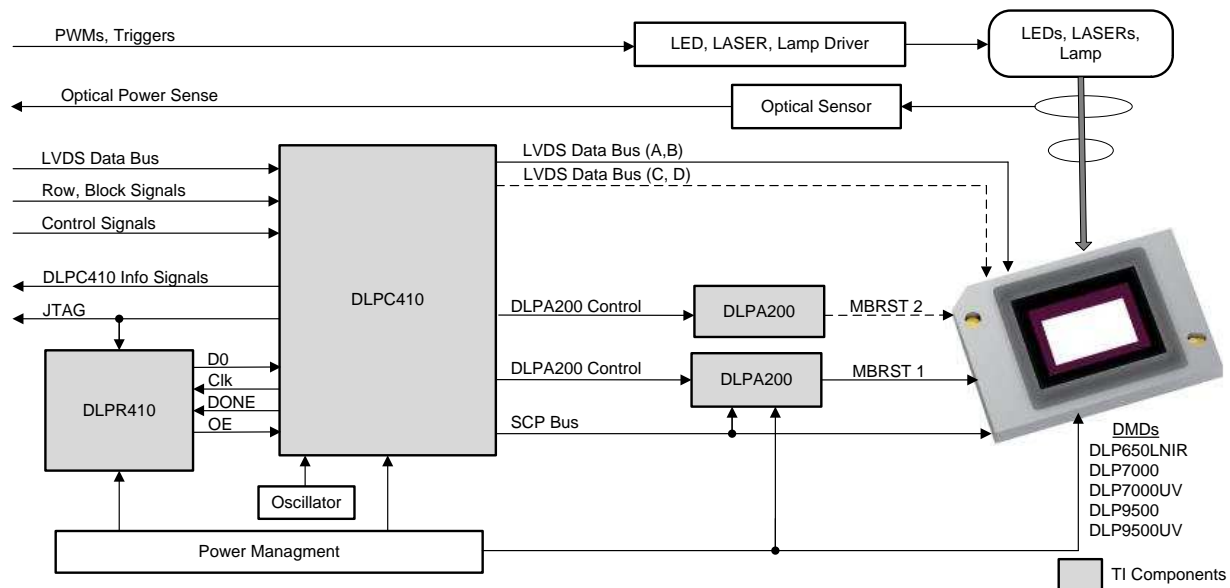 PWMs, Triggers
LED, LASER, Lamp Driver
LEDs, LASERs,
Lamp
Optical Power Sense
Optical Sensor
LVDS Data Bus
Row, Block Signals
Control Signals
DLPC410 Info Signals
JTAG
DLPC410
LVDS Data Bus (A,B)
LVDS Data Bus (C, D)
DLPA200 Control
DLPA200
MBRST 2
DLPA200 Control
DLPA200
MBRST 1
SCP Bus
DLPR410
D0
Clk
DONE
OE
Oscillator
Power Managment
DMDs
DLP650LNIR
DLP7000
DLP7000UV
DLP9500
DLP9500UV
TI Components